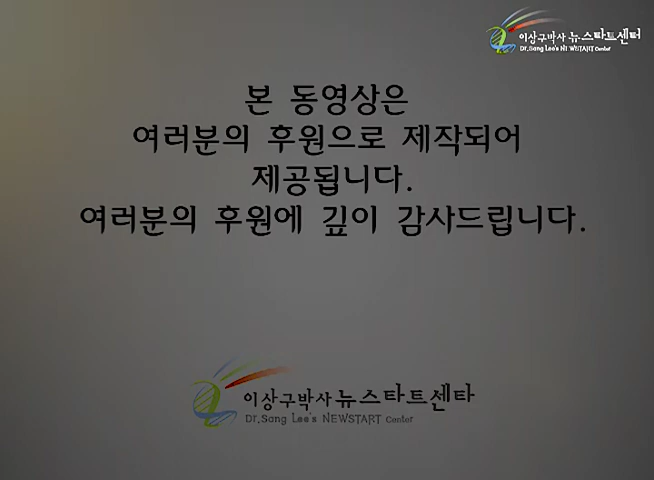 이상구박사 뉴스타트센터
Dr.Sang Lee's NEWSTART Center
본 동영상은
여러분의 후원으로 제작되어
제공됩니다.
여러분의 후원에 깊이 감사드립니다.
이상구박사 뉴스타트센타
Dr.Sang Lee's NEWSTART Center